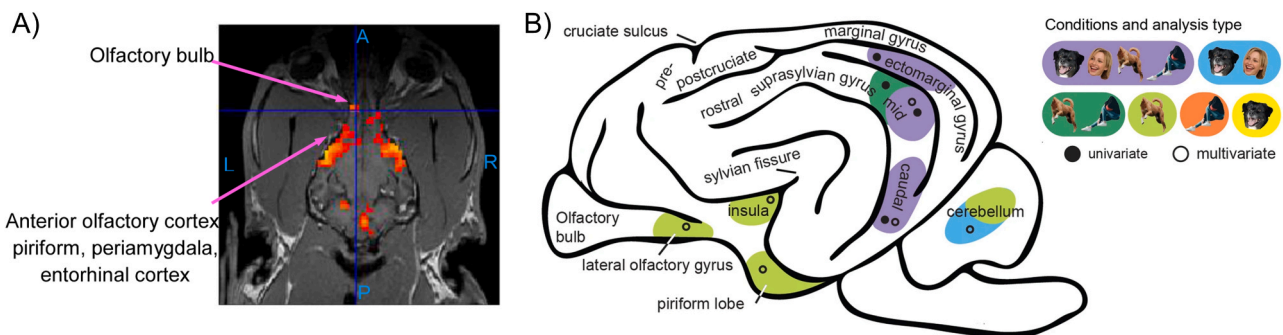 A)
Olfactory bulb
Anterior olfactory cortex
piriform, periamygdala,
entorhinal cortex
A
L
R
P
B)
cruciate sulcus
marginal gyrus
pre-
postcruciate
ectomarginal gyrus
rostral suprasylvian gyrus
mid
sylvian fissure
caudal
Olfactory
bulb
insula
cerebellum
lateral olfactory gyrus
piriform lobe
Conditions and analysis type
univariate
multivariate